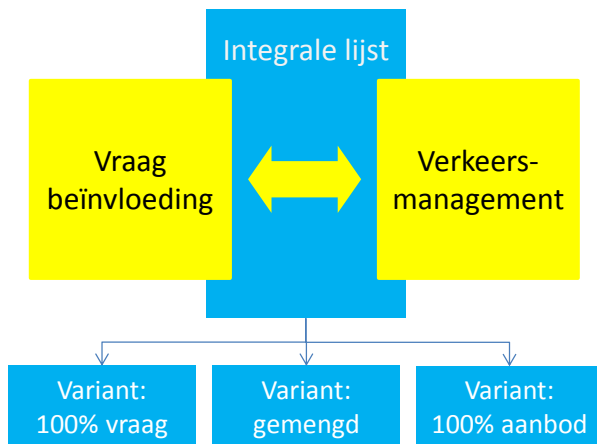 Integrale lijst
Vraag
beïnvloeding
Verkeers-
management
Variant:
100% vraag
Variant:
gemengd
Variant:
100% aanbod